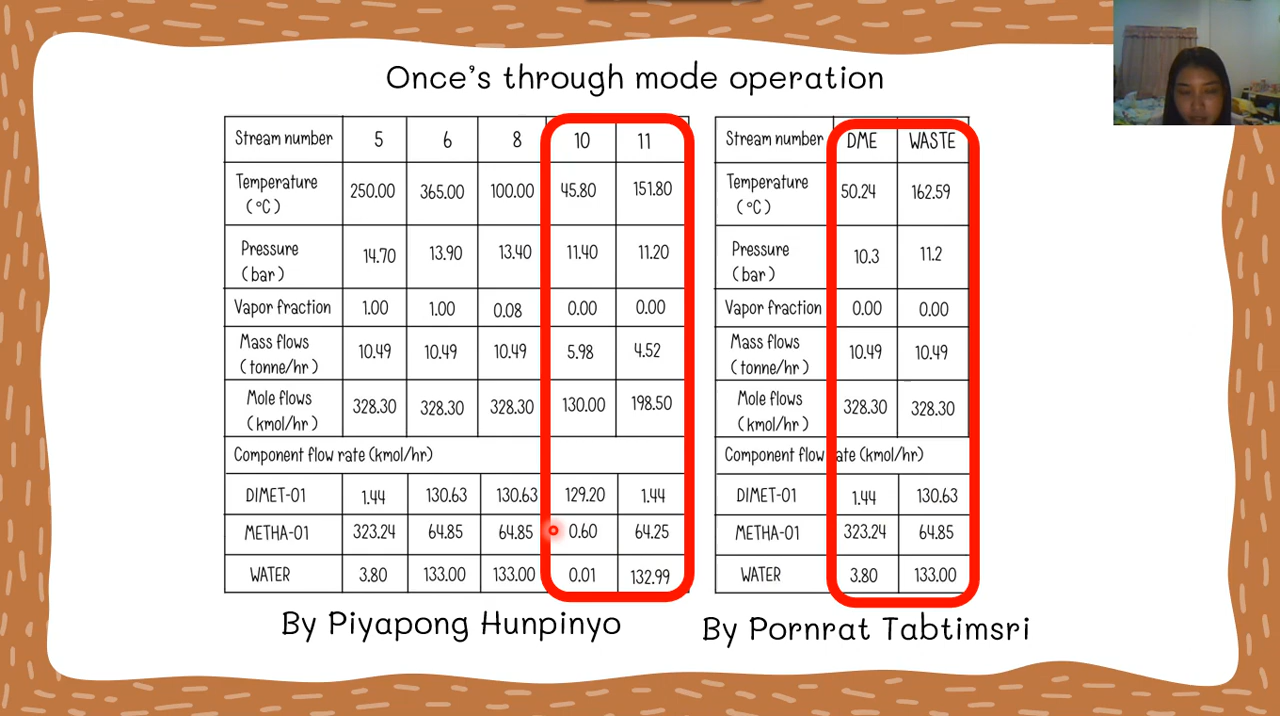 Once's through mode operation
Stream number 5 6 8 10 11
Temperature (°C) 250.00 365.00 100.00 45.80 151.80
Pressure (bar) 14.70 13.90 13.40 11.40 11.20
Vapor fraction 1.00 1.00 0.08 0.00 0.00
Mass flows (tonne/hr) 10.49 10.49 10.49 5.98 4.52
Mole flows (kmol/hr) 328.30 328.30 328.30 130.00 198.50
Component flow rate (kmol/hr)
DIMET-01 1.44 130.63 130.63 129.20 1.44
METHA-01 323.24 64.85 64.85 0.60 64.25
WATER 3.80 133.00 133.00 0.01 132.99
By Piyapong Hunpinyo
Stream number DME WASTE
Temperature (°C) 50.24 162.59
Pressure (bar) 10.3 11.2
Vapor fraction 0.00 0.00
Mass flows (tonne/hr) 10.49 10.49
Mole flows (kmol/hr) 328.30 328.30
Component flow rate (kmol/hr)
DIMET-01 1.44 130.63
METHA-01 323.24 64.85
WATER 3.80 133.00
By Pornrat Tabtimsri